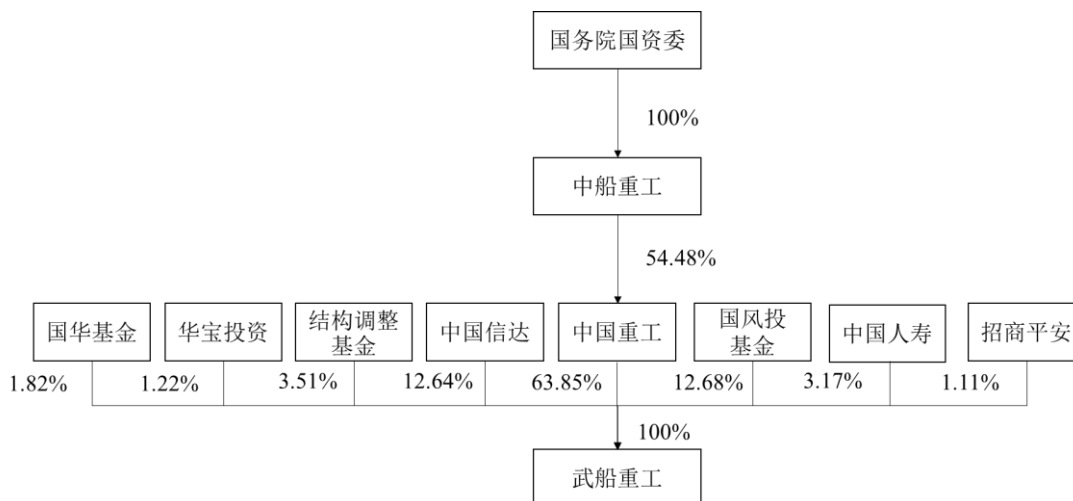 国务院国资委
100%
中船重工
54.48%
国华基金
华宝投资
结构调整
基金
中国信达
中国重工
国风投
基金
中国人寿
招商平安
1.82%
1.22%
3.51%
12.64%
63.85%
12.68%
3.17%
1.11%
100%
武船重工